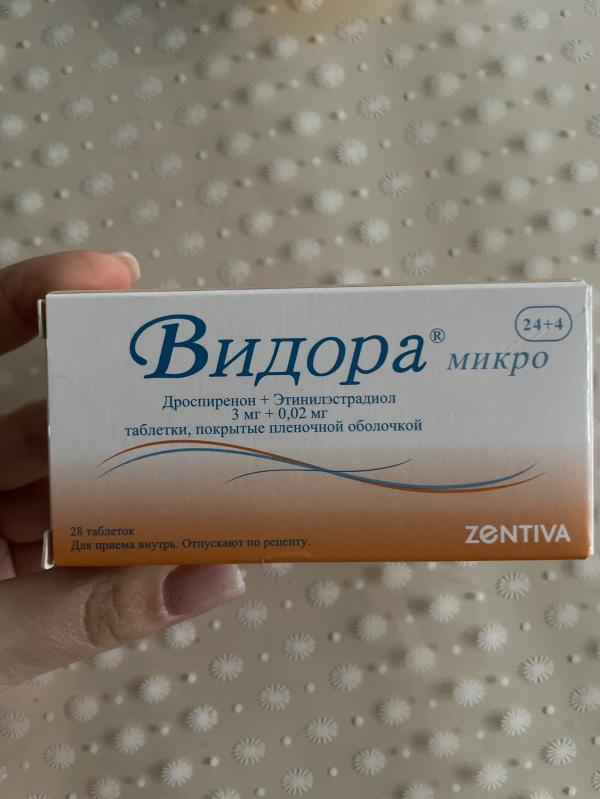 24+4
Видора® микро
Дроспиренон + Этинилэстрадиол
3 мг + 0,02 мг
таблетки, покрытые пленочной оболочкой
28 таблеток
Для приема внутрь. Отпускают по рецепту.
ZENTIVA